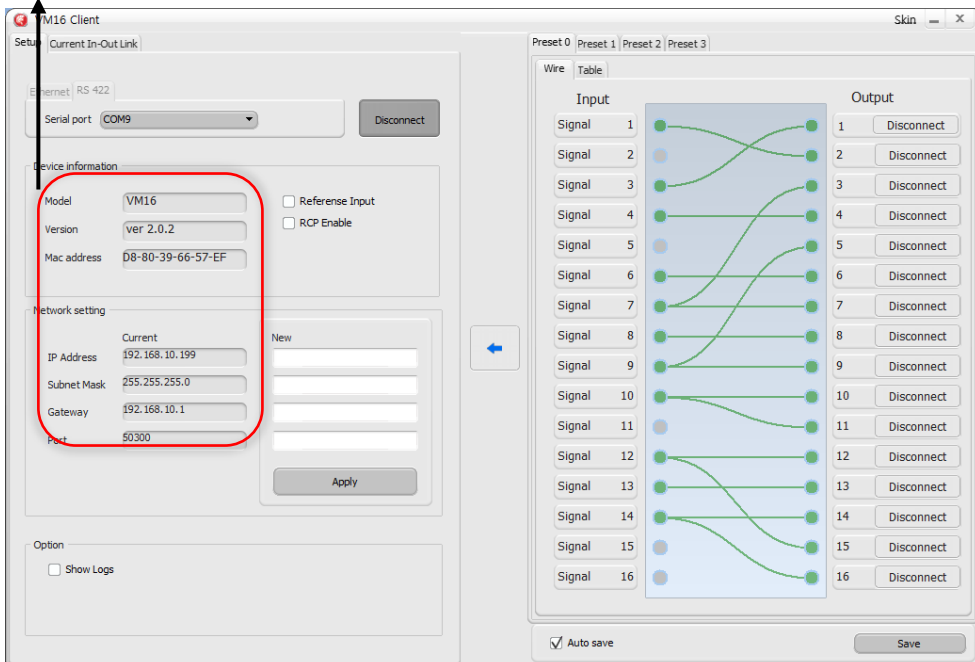 VM16 Client
Skin
Setup Current In-Out Link
Preset 0 Preset 1 Preset 2 Preset 3
Wire Table
Ethernet RS 422
Serial port COM9 Disconnect
Device information
Model VM16
Version ver 2.0.2
Mac address D8-80-39-66-57-EF
Referense Input
RCP Enable
Network setting
Current New
IP Address 192.168.10.199
Subnet Mask 255.255.255.0
Gateway 192.168.10.1
Port 50300
Apply
Option
Show Logs
Input Output
Signal 1 1 Disconnect
Signal 2 2 Disconnect
Signal 3 3 Disconnect
Signal 4 4 Disconnect
Signal 5 5 Disconnect
Signal 6 6 Disconnect
Signal 7 7 Disconnect
Signal 8 8 Disconnect
Signal 9 9 Disconnect
Signal 10 10 Disconnect
Signal 11 11 Disconnect
Signal 12 12 Disconnect
Signal 13 13 Disconnect
Signal 14 14 Disconnect
Signal 15 15 Disconnect
Signal 16 16 Disconnect
Auto save Save